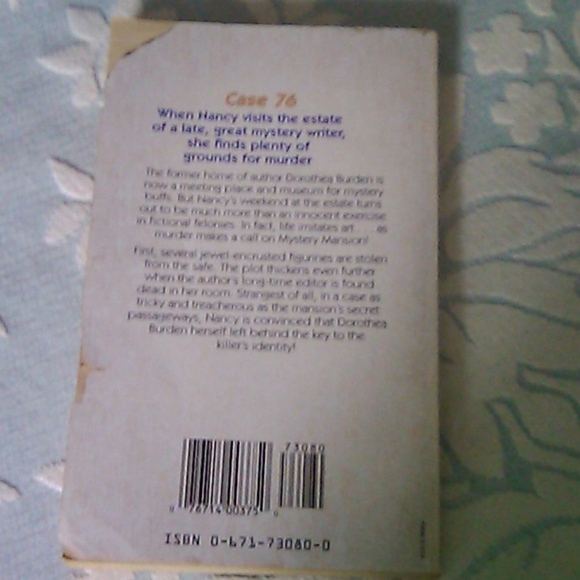 Case 76
When Nancy visits the estate
of a late, great mystery writer,
she finds plenty of
grounds for murder
The former home of author Dorothea Burden is
now a meeting place and museum for mystery
buffs. But Nancy's weekend at the estate turns
out to be much more than an innocent exercise
in fictional felonies. In fact, life imitates art . . . as
murder makes a call on Mystery Mansion!
First, several jewel-encrusted figurines are stolen
from the safe. The plot thickens even further
when the author's long-time editor is found
dead in her room. Strangest of all, in a case as
tricky and treacherous as the mansion's secret
passageways, Nancy is convinced that Dorothea
Burden herself left behind the key to the
killer's identity!
73080
0 76714 00375 6
ISBN 0-671-73080-0